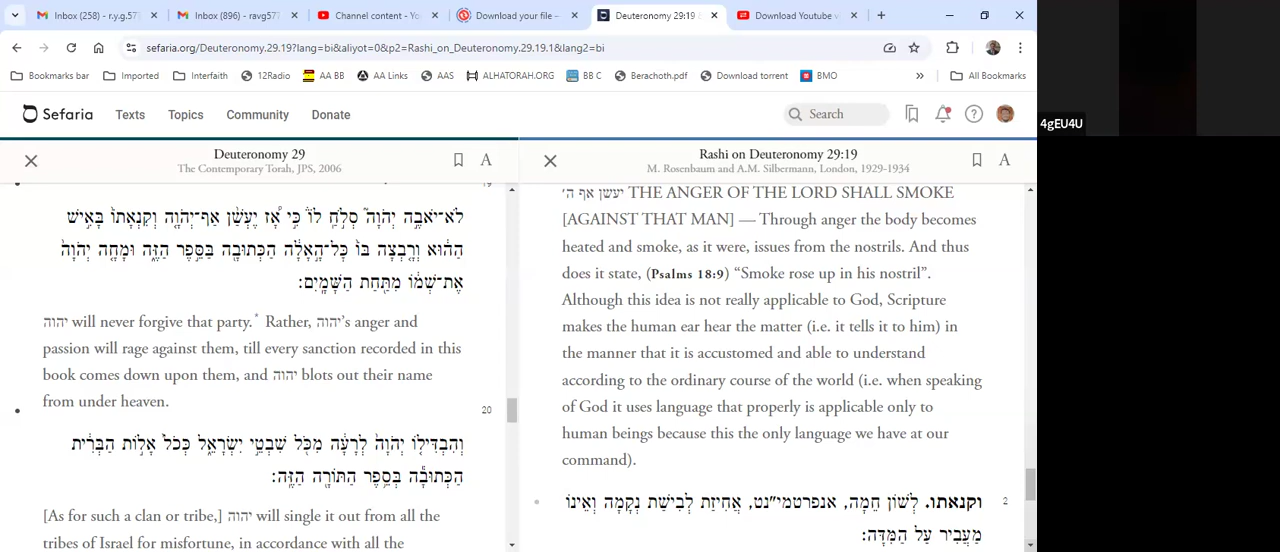 Inbox (258) - r.y.g.57
Inbox (896) - ravg57
Channel content - Yo
Download your file –
Deuteronomy 29:19 &
Download Youtube v
sefaria.org/Deuteronomy.29.19?lang=bi&aliyot=0&p2=Rashi_on_Deuteronomy.29.19.1&lang2=bi
Bookmarks bar Imported Interfaith 12Radio AA BB AA Links AAS ALHATORAH.ORG BB C Berachoth.pdf Download torrent BMO » All Bookmarks
Sefaria Texts Topics Community Donate Search
4gEU4U
Deuteronomy 29
The Contemporary Torah, JPS, 2006
A
19
לֹא־יֹאבֶ֣ה יְהֹוָה֮ סְלֹ֣חַֽ לוֹ֒ כִּ֣י אָ֠ז יֶעְשַׁ֨ן אַף־יְהֹוָ֤ה וְקִנְאָתוֹ֙ בָּאִ֣ישׁ
הַה֔וּא וְרָ֤בְצָה בּוֹ֙ כׇּל־הָ֣אָלָ֔ה הַכְּתוּבָ֖ה בַּסֵּ֣פֶר הַזֶּ֑ה וּמָחָ֤ה יְהֹוָה֙
אֶת־שְׁמ֔וֹ מִתַּ֖חַת הַשָּׁמָֽיִם׃
יהוה will never forgive that party.* Rather, יהוה’s anger and
passion will rage against them, till every sanction recorded in this
book comes down upon them, and יהוה blots out their name
from under heaven.
20
וְהִבְדִּיל֤וֹ יְהֹוָה֙ לְרָעָ֔ה מִכֹּ֖ל שִׁבְטֵ֣י יִשְׂרָאֵ֑ל כְּכֹל֙ אָל֣וֹת הַבְּרִ֔ית
הַכְּתוּבָ֕ה בְּסֵ֥פֶר הַתּוֹרָ֖ה הַזֶּֽה׃
[As for such a clan or tribe,] יהוה will single it out from all the
tribes of Israel for misfortune, in accordance with all the
Rashi on Deuteronomy 29:19
M. Rosenbaum and A.M. Silbermann, London, 1929-1934
A
יעשן אף ה׳ THE ANGER OF THE LORD SHALL SMOKE
[AGAINST THAT MAN] — Through anger the body becomes
heated and smoke, as it were, issues from the nostrils. And thus
does it state, (Psalms 18:9) “Smoke rose up in his nostril”.
Although this idea is not really applicable to God, Scripture
makes the human ear hear the matter (i.e. it tells it to him) in
the manner that it is accustomed and able to understand
according to the ordinary course of the world (i.e. when speaking
of God it uses language that properly is applicable only to
human beings because this the only language we have at our
command).
2
וקנאתו. לְשׁוֹן חֵמָה, אנפרטמי״נט, אֲחִיזַת לְבִישַׁת נְקָמָה וְאֵינוֹ
מַעֲבִיר עַל הַמִּדָּה: